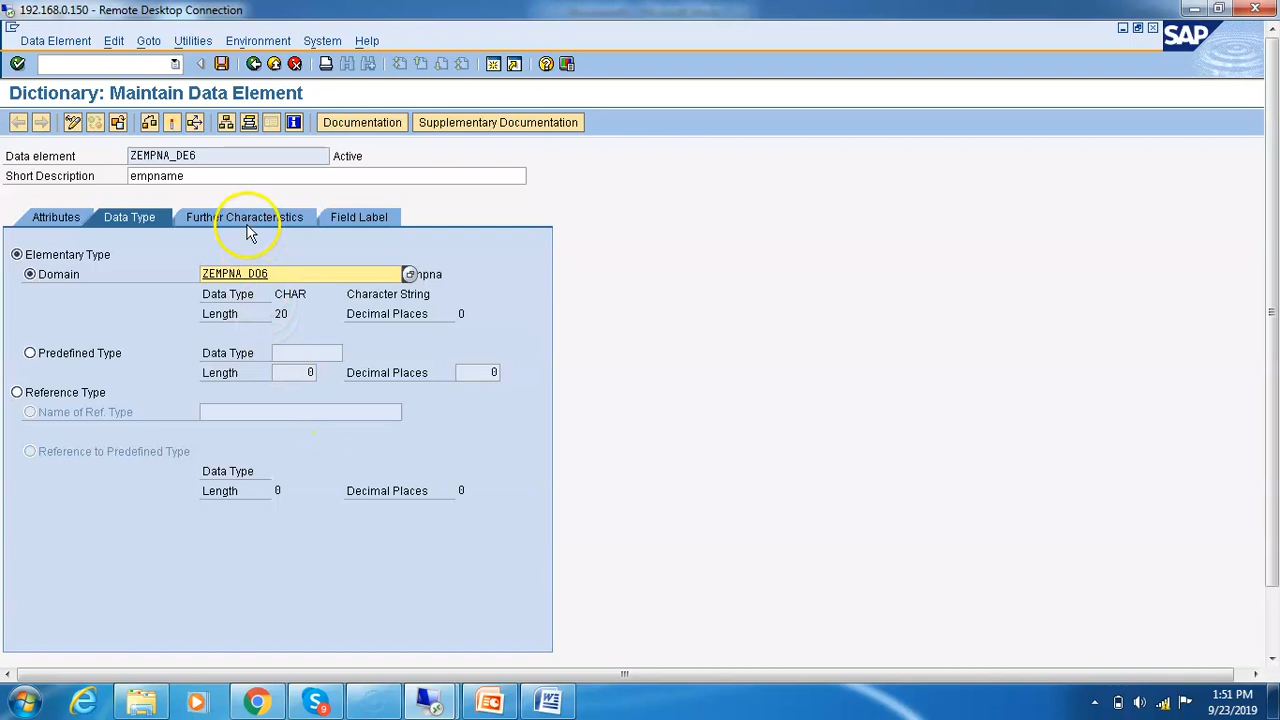 192.168.0.150 - Remote Desktop Connection
Data Element Edit Goto Utilities Environment System Help
SAP
Dictionary: Maintain Data Element
Documentation Supplementary Documentation
Data element ZEMPNA_DE6 Active
Short Description empname
Attributes Data Type Further Characteristics Field Label
Elementary Type
Domain ZEMPNA_DO6 mpna
Data Type CHAR Character String
Length 20 Decimal Places 0
Predefined Type Data Type
Length 0 Decimal Places 0
Reference Type
Name of Ref. Type
Reference to Predefined Type
Data Type
Length 0 Decimal Places 0
9
1:51 PM
9/23/2019